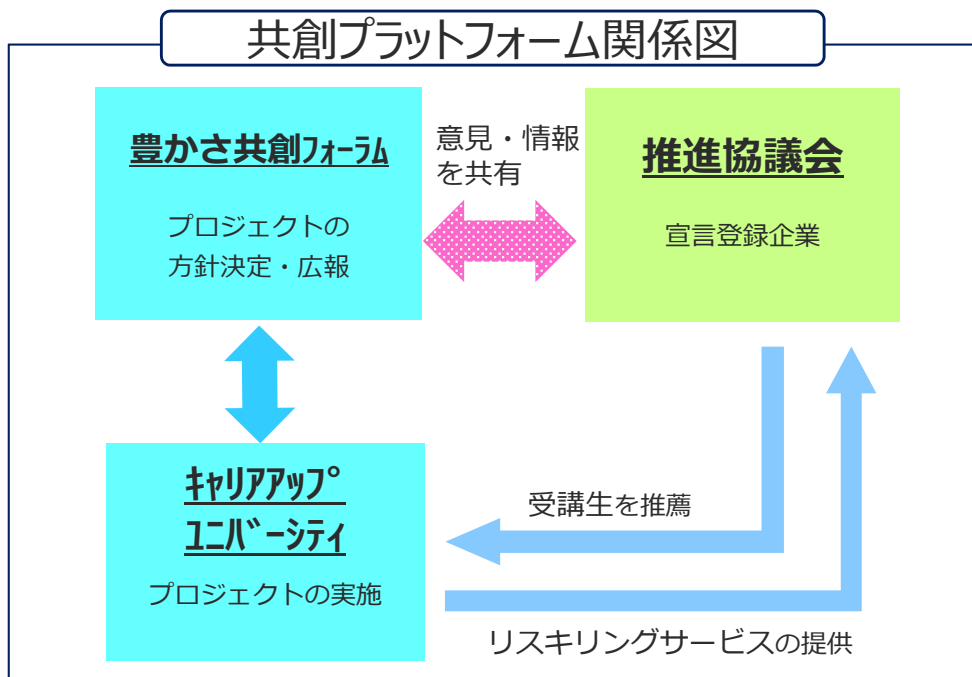 共創プラットフォーム関係図
豊かさ共創フォーラム
プロジェクトの
方針決定・広報
意見・情報
を共有
推進協議会
宣言登録企業
キャリアアップ
ユニバーシティ
プロジェクトの実施
受講生を推薦
リスキリングサービスの提供